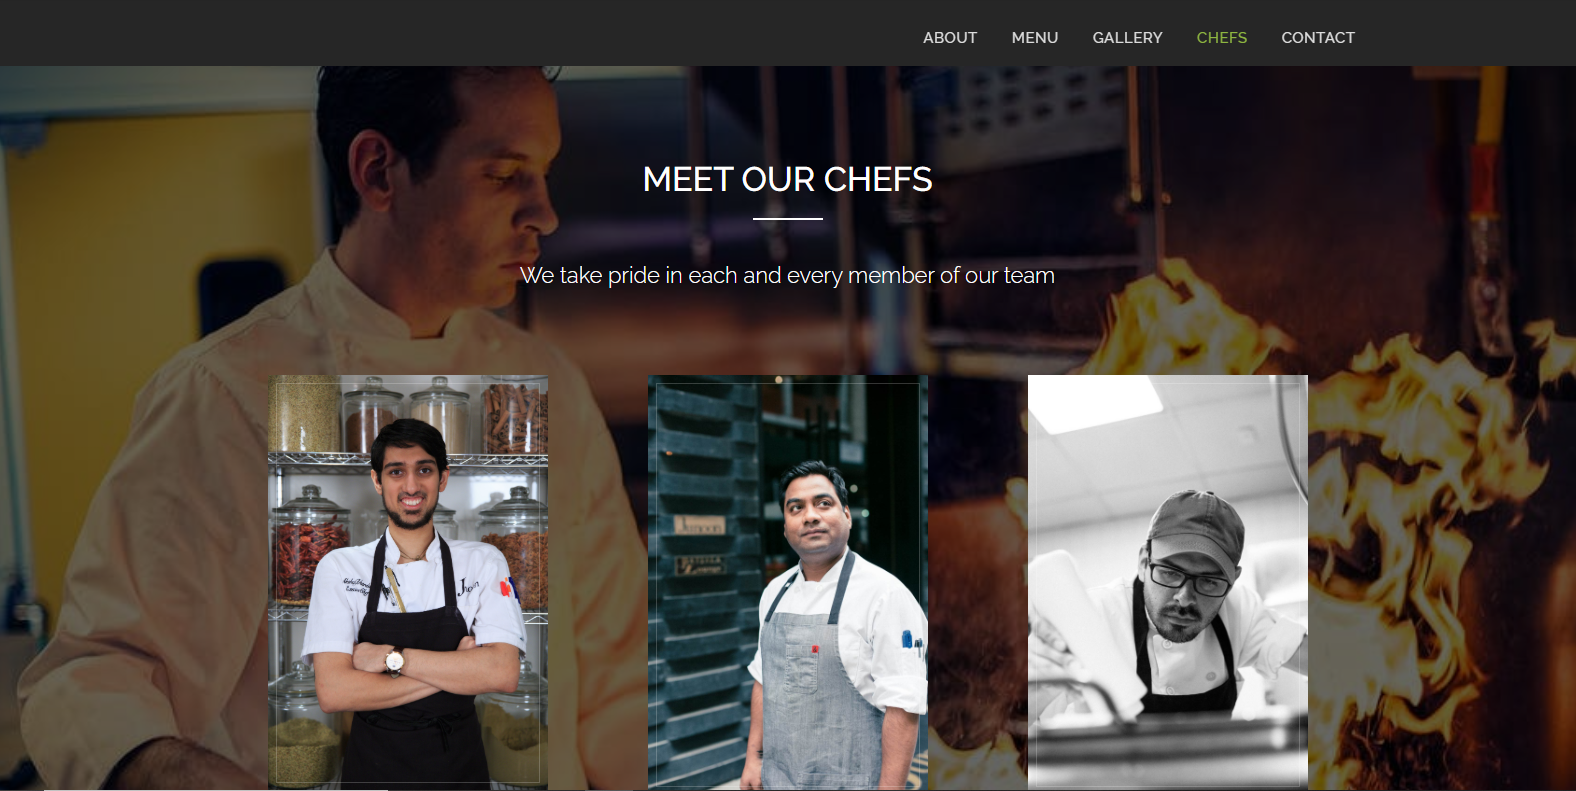 ABOUT MENU GALLERY CHEFS CONTACT
MEET OUR CHEFS
We take pride in each and every member of our team
Junoon